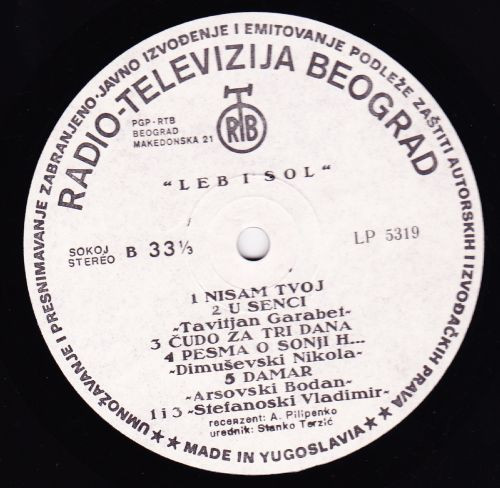 UMNOŽAVANJE I PRESNIMAVANJE ZABRANJENO·JAVNO IZVOĐENJE I EMITOVANJE PODLEŽE ZAŠTITI AUTORSKIH I IZVOĐAČKIH PRAVA
RADIO-TELEVIZIJA BEOGRAD
PGP-RTB
BEOGRAD
MAKEDONSKA 21
RTB
"LEB I SOL"
SOKOJ
STEREO B 33⅓
LP 5319
1 NISAM TVOJ
2 U SENCI
-Tavitjan Garabet-
3 ČUDO ZA TRI DANA
4 PESMA O SONJI H...
-Dimuševski Nikola-
5 DAMAR
-Arsovski Bodan-
1 i 3 -Stefanoski Vladimir-
recenzent: A. Pilipenko
urednik: Stanko Terzić
★★ MADE IN YUGOSLAVIA ★★